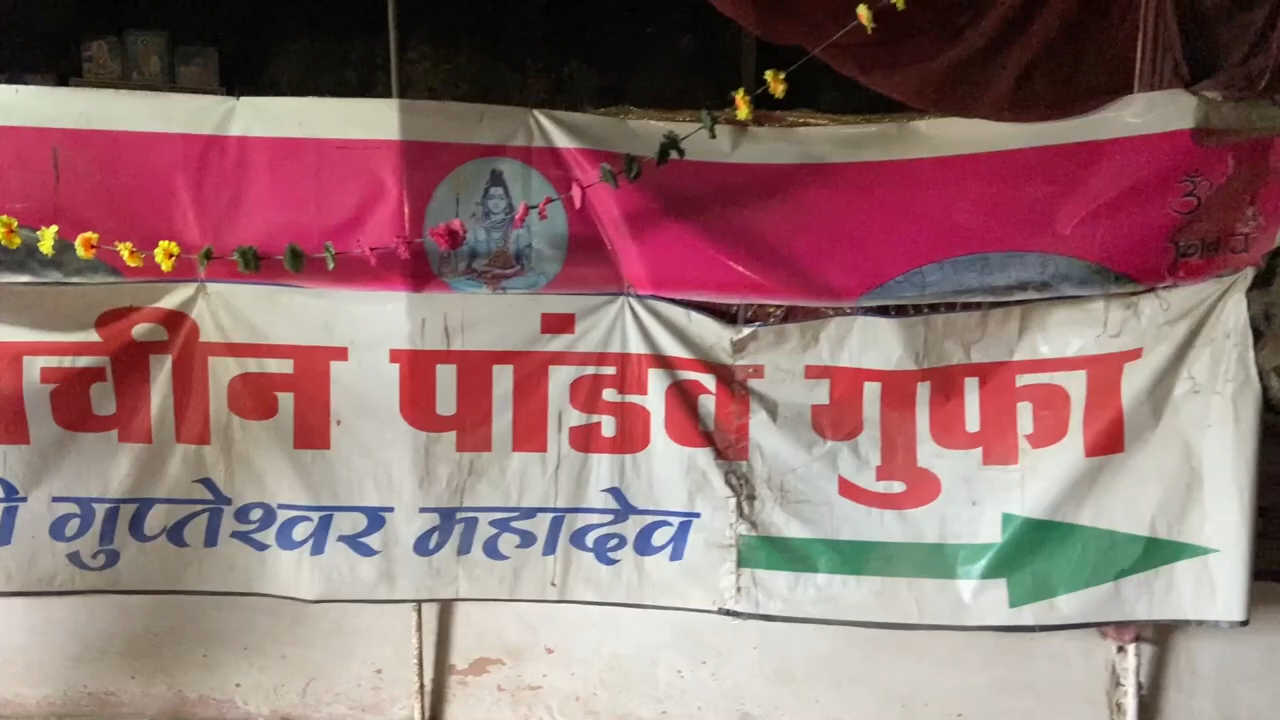 ॐ
ाचीन पांडव गुफा
गुप्तेश्वर महादेव